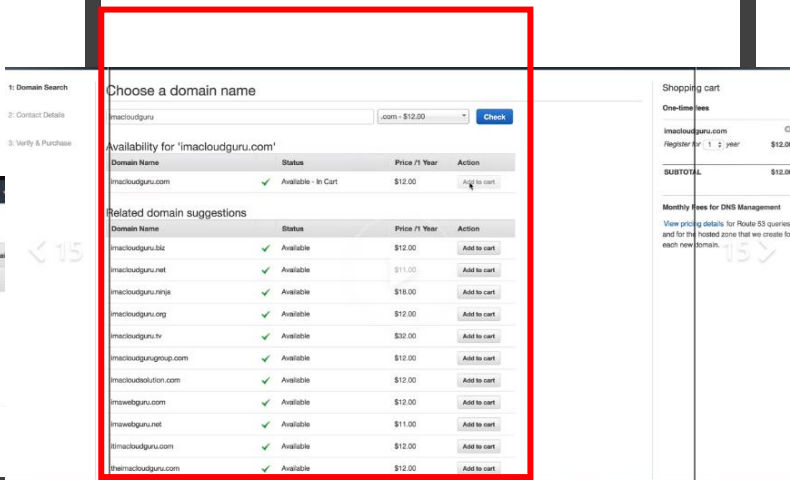 1: Domain Search
2: Contact Details
3: Verify & Purchase
Choose a domain name
imacloudguru .com - $12.00 Check
Availability for 'imacloudguru.com'
Domain Name Status Price /1 Year Action
imacloudguru.com Available - In Cart $12.00 Add to cart
Related domain suggestions
Domain Name Status Price /1 Year Action
imacloudguru.biz Available $12.00 Add to cart
imacloudguru.net Available $11.00 Add to cart
imacloudguru.ninja Available $18.00 Add to cart
imacloudguru.org Available $12.00 Add to cart
imacloudguru.tv Available $32.00 Add to cart
imacloudgurugroup.com Available $12.00 Add to cart
imacloudsolution.com Available $12.00 Add to cart
imawebguru.com Available $12.00 Add to cart
imawebguru.net Available $11.00 Add to cart
itimacloudguru.com Available $12.00 Add to cart
theimacloudguru.com Available $12.00 Add to cart
15
Shopping cart
One-time fees
imacloudguru.com
Register for 1 year $12.00
SUBTOTAL $12.00
Monthly Fees for DNS Management
View pricing details for Route 53 queries
and for the hosted zone that we create for
each new domain.
15